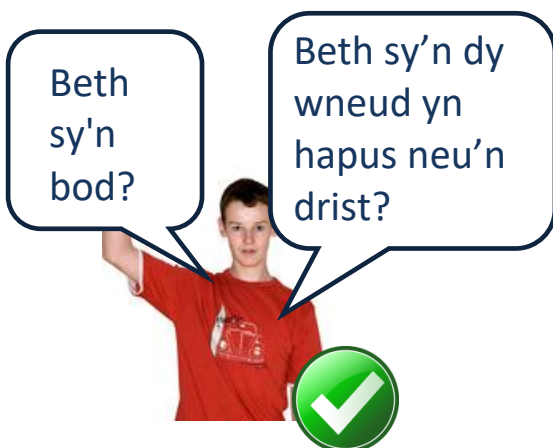 Beth
sy'n
bod?
Beth sy’n dy
wneud yn
hapus neu’n
drist?